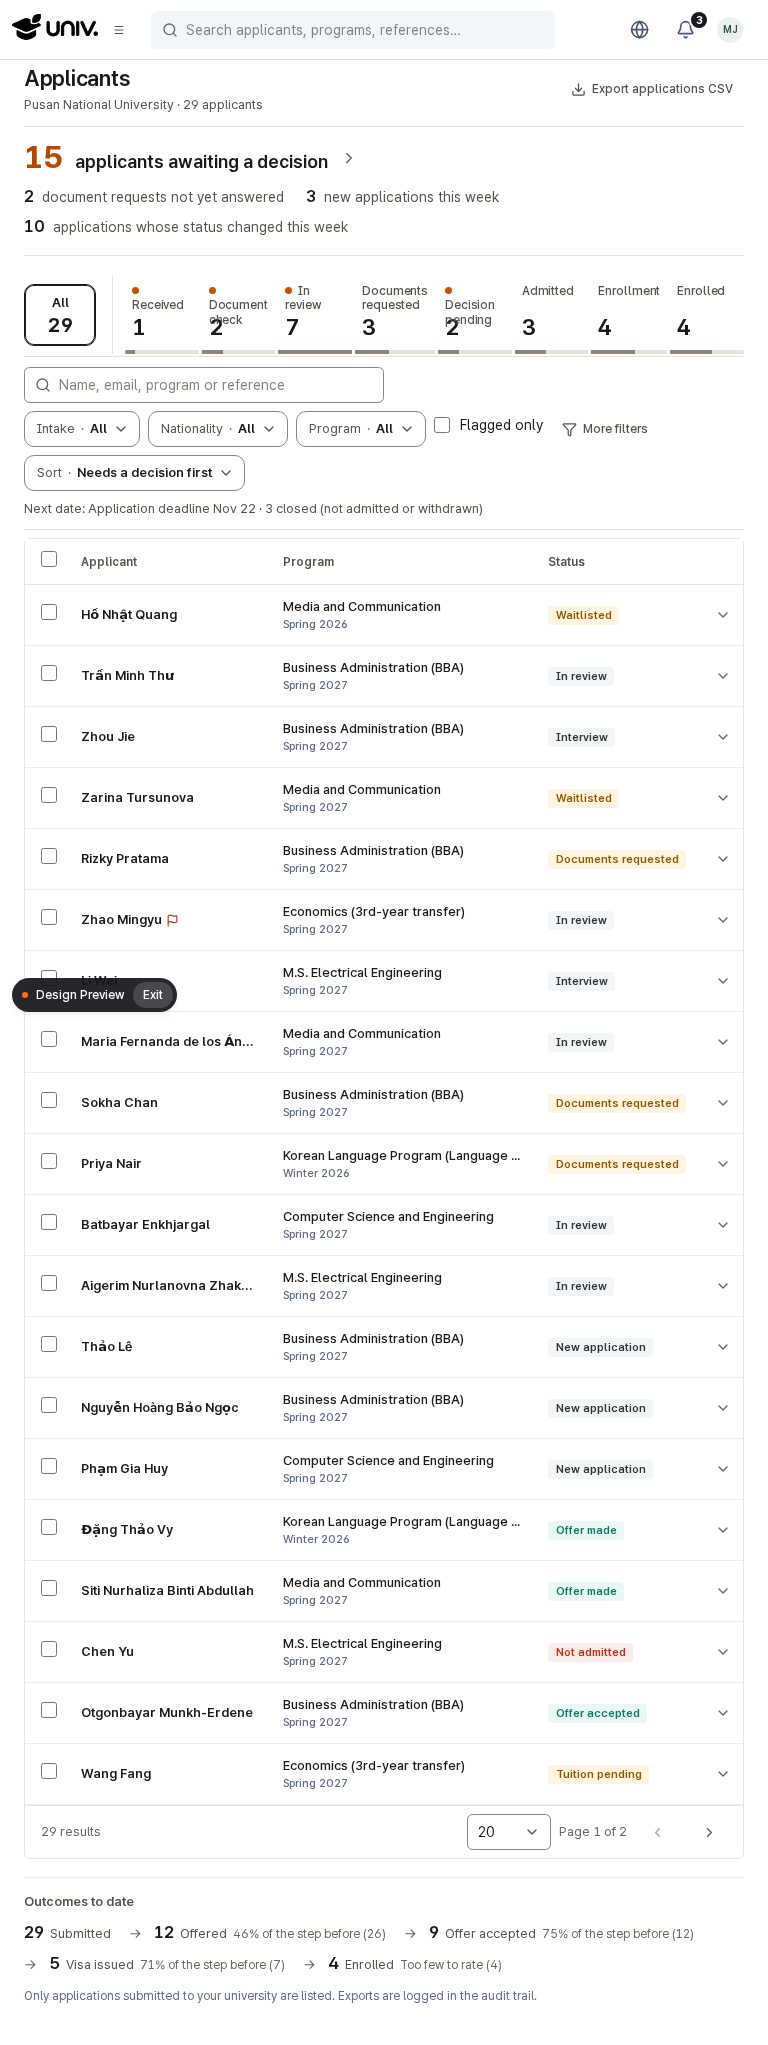 UNIV.
Search applicants, programs, references...
3
MJ
Applicants
Pusan National University · 29 applicants
Export applications CSV
15 applicants awaiting a decision
2 document requests not yet answered 3 new applications this week
10 applications whose status changed this week
All 29
Received 1
Document check 2
In review 7
Documents requested 3
Decision pending 2
Admitted 3
Enrollment 4
Enrolled 4
Name, email, program or reference
Intake · All Nationality · All Program · All Flagged only More filters
Sort · Needs a decision first
Next date: Application deadline Nov 22 · 3 closed (not admitted or withdrawn)
Applicant Program Status
Hồ Nhật Quang Media and Communication Waitlisted
Spring 2026
Trần Minh Thư Business Administration (BBA) In review
Spring 2027
Zhou Jie Business Administration (BBA) Interview
Spring 2027
Zarina Tursunova Media and Communication Waitlisted
Spring 2027
Rizky Pratama Business Administration (BBA) Documents requested
Spring 2027
Zhao Mingyu Economics (3rd-year transfer) In review
Spring 2027
Li Wei M.S. Electrical Engineering Interview
Spring 2027
Design Preview Exit
Maria Fernanda de los Án... Media and Communication In review
Spring 2027
Sokha Chan Business Administration (BBA) Documents requested
Spring 2027
Priya Nair Korean Language Program (Language ... Documents requested
Winter 2026
Batbayar Enkhjargal Computer Science and Engineering In review
Spring 2027
Aigerim Nurlanovna Zhak... M.S. Electrical Engineering In review
Spring 2027
Thảo Lê Business Administration (BBA) New application
Spring 2027
Nguyễn Hoàng Bảo Ngọc Business Administration (BBA) New application
Spring 2027
Phạm Gia Huy Computer Science and Engineering New application
Spring 2027
Đặng Thảo Vy Korean Language Program (Language ... Offer made
Winter 2026
Siti Nurhaliza Binti Abdullah Media and Communication Offer made
Spring 2027
Chen Yu M.S. Electrical Engineering Not admitted
Spring 2027
Otgonbayar Munkh-Erdene Business Administration (BBA) Offer accepted
Spring 2027
Wang Fang Economics (3rd-year transfer) Tuition pending
Spring 2027
29 results 20 Page 1 of 2
Outcomes to date
29 Submitted → 12 Offered 46% of the step before (26) → 9 Offer accepted 75% of the step before (12)
→ 5 Visa issued 71% of the step before (7) → 4 Enrolled Too few to rate (4)
Only applications submitted to your university are listed. Exports are logged in the audit trail.